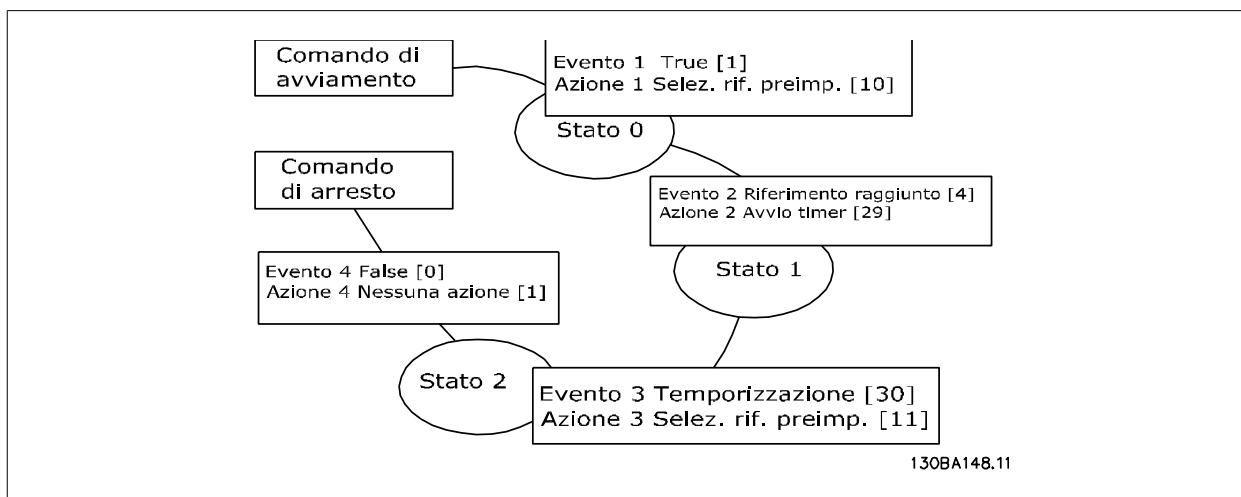 Comando di
avviamento
Evento 1 True [1]
Azione 1 Selez. rif. preimp. [10]
Stato 0
Comando
di arresto
Evento 2 Riferimento raggiunto [4]
Azione 2 Avvio timer [29]
Stato 1
Evento 4 False [0]
Azione 4 Nessuna azione [1]
Stato 2
Evento 3 Temporizzazione [30]
Azione 3 Selez. rif. preimp. [11]
130BA148.11